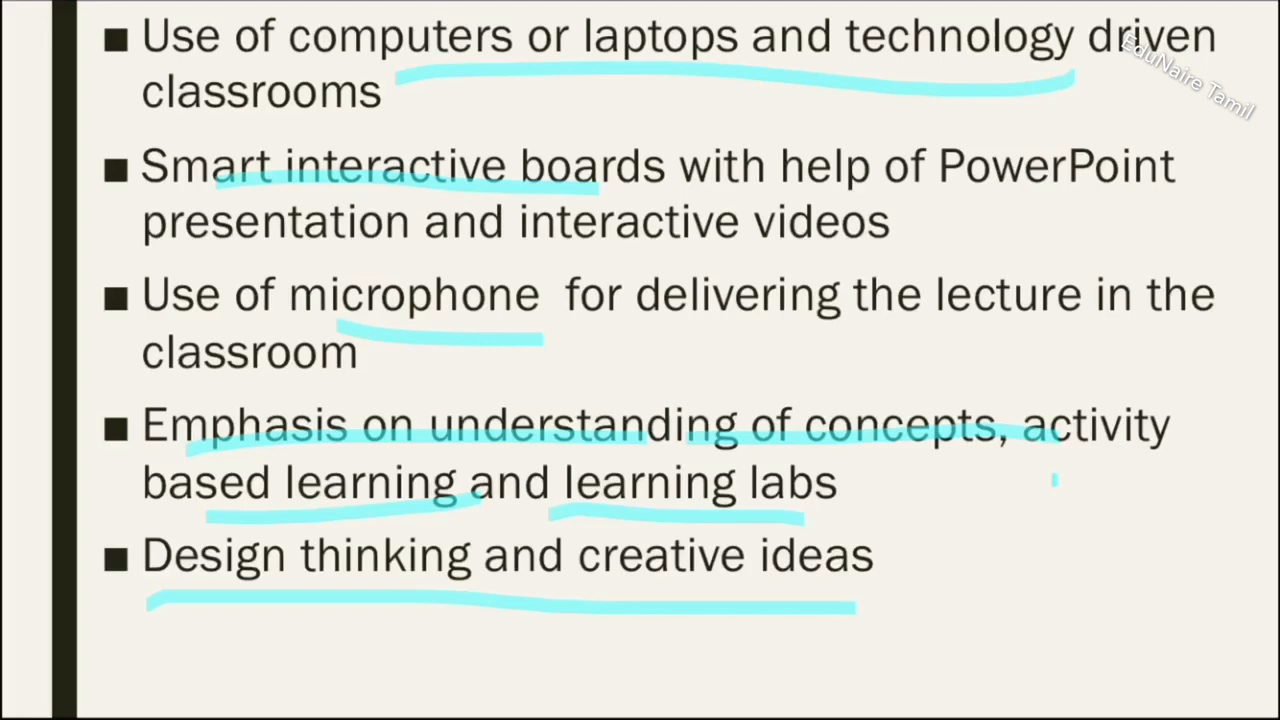 ■ Use of computers or laptops and technology driven
classrooms
■ Smart interactive boards with help of PowerPoint
presentation and interactive videos
■ Use of microphone for delivering the lecture in the
classroom
■ Emphasis on understanding of concepts, activity
based learning and learning labs
■ Design thinking and creative ideas
EduNaire Tamil